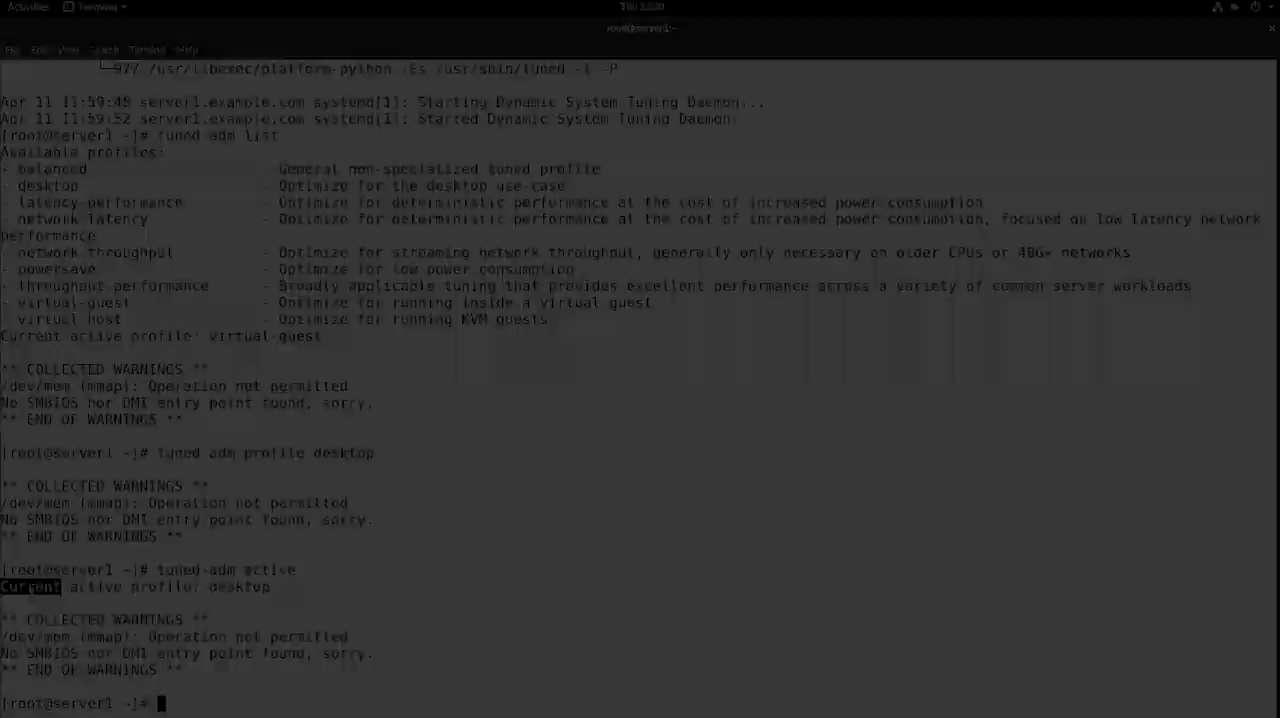 Activities Terminal
root@server1:~
File Edit View Search Terminal Help
└─977 /usr/libexec/platform-python -Es /usr/sbin/tuned -l -P
Apr 11 11:59:48 server1.example.com systemd[1]: Starting Dynamic System Tuning Daemon...
Apr 11 11:59:52 server1.example.com systemd[1]: Started Dynamic System Tuning Daemon.
[root@server1 ~]# tuned-adm list
Available profiles:
- balanced - General non-specialized tuned profile
- desktop - Optimize for the desktop use-case
- latency-performance - Optimize for deterministic performance at the cost of increased power consumption
- network-latency - Optimize for deterministic performance at the cost of increased power consumption, focused on low latency network
performance
- network-throughput - Optimize for streaming network throughput, generally only necessary on older CPUs or 40G+ networks
- powersave - Optimize for low power consumption
- throughput-performance - Broadly applicable tuning that provides excellent performance across a variety of common server workloads
- virtual-guest - Optimize for running inside a virtual guest
- virtual-host - Optimize for running KVM guests
Current active profile: virtual-guest
** COLLECTED WARNINGS **
/dev/mem (mmap): Operation not permitted
No SMBIOS nor DMI entry point found, sorry.
** END OF WARNINGS **
[root@server1 ~]# tuned-adm profile desktop
** COLLECTED WARNINGS **
/dev/mem (mmap): Operation not permitted
No SMBIOS nor DMI entry point found, sorry.
** END OF WARNINGS **
[root@server1 ~]# tuned-adm active
Current active profile: desktop
** COLLECTED WARNINGS **
/dev/mem (mmap): Operation not permitted
No SMBIOS nor DMI entry point found, sorry.
** END OF WARNINGS **
[root@server1 ~]#